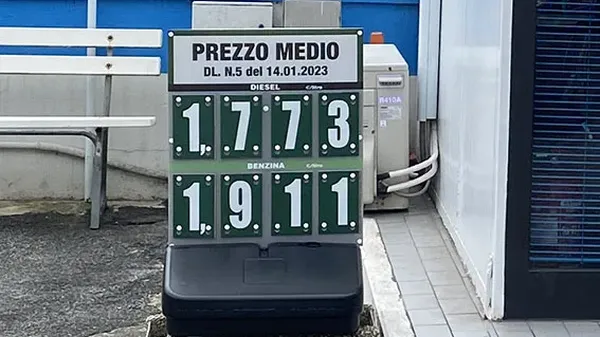 PREZZO MEDIO
DL. N.5 del 14.01.2023
DIESEL €/litro
1,773
BENZINA €/litro
1,911
R410A